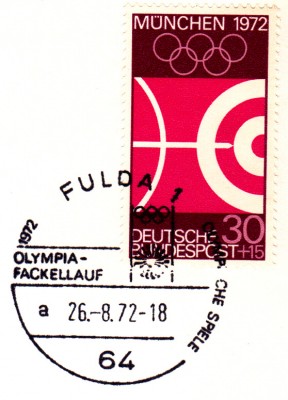 MÜNCHEN 1972
DEUTSCHE
BUNDESPOST
30
+15
FULDA 1
1972
OLYMPIA-
FACKELLAUF
CHE SPIELE
a 26.-8.72-18
64